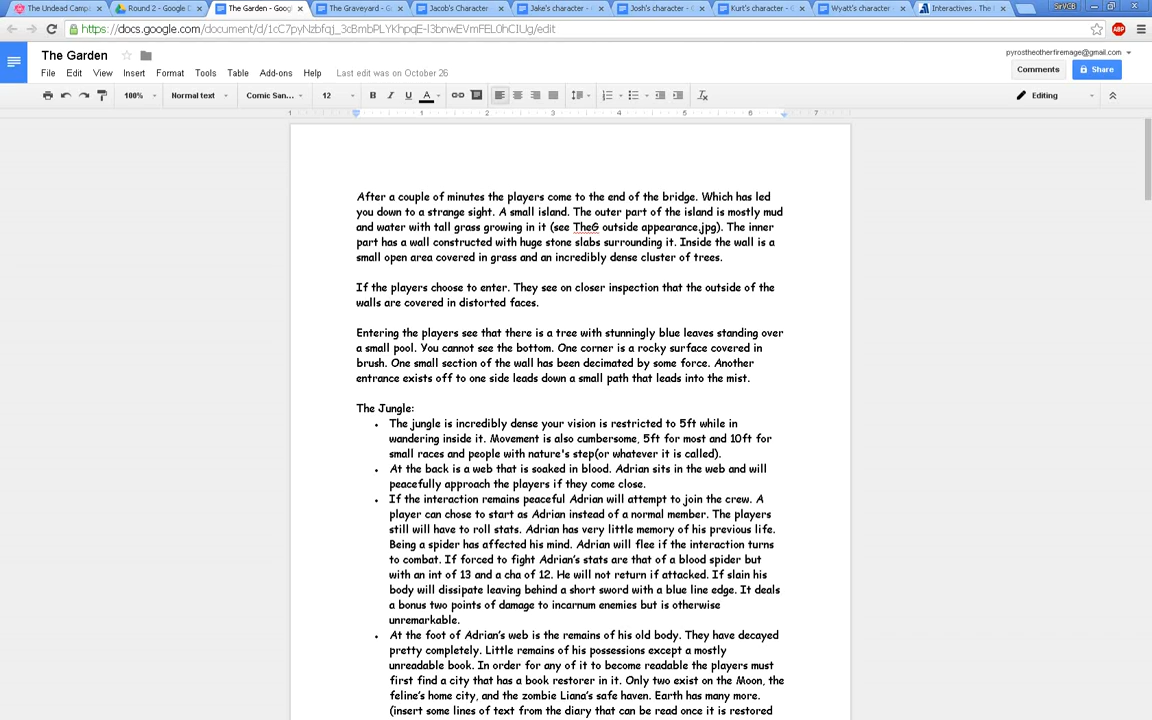 The Undead Camp
Round 2 - Google D
The Garden - Goog
The Graveyard - Go
Jacob's Character
Jake's character - G
Josh's character - G
Kurt's character - G
Wyatt's character
Interactives . The I
SirVCB
https://docs.google.com/document/d/1cC7pyNzbfqj_3cBmbPLYKhpqE-I3bnwEVmFEL0hCIUg/edit
ABP
The Garden
pyrostheotherfiremage@gmail.com
File Edit View Insert Format Tools Table Add-ons Help Last edit was on October 26
Comments
Share
100% Normal text Comic San... 12 B I U A Editing
1 1 2 3 4 5 6 7
After a couple of minutes the players come to the end of the bridge. Which has led
you down to a strange sight. A small island. The outer part of the island is mostly mud
and water with tall grass growing in it (see TheG outside appearance.jpg). The inner
part has a wall constructed with huge stone slabs surrounding it. Inside the wall is a
small open area covered in grass and an incredibly dense cluster of trees.
If the players choose to enter. They see on closer inspection that the outside of the
walls are covered in distorted faces.
Entering the players see that there is a tree with stunningly blue leaves standing over
a small pool. You cannot see the bottom. One corner is a rocky surface covered in
brush. One small section of the wall has been decimated by some force. Another
entrance exists off to one side leads down a small path that leads into the mist.
The Jungle:
• The jungle is incredibly dense your vision is restricted to 5ft while in
wandering inside it. Movement is also cumbersome, 5ft for most and 10ft for
small races and people with nature's step(or whatever it is called).
• At the back is a web that is soaked in blood. Adrian sits in the web and will
peacefully approach the players if they come close.
• If the interaction remains peaceful Adrian will attempt to join the crew. A
player can chose to start as Adrian instead of a normal member. The players
still will have to roll stats. Adrian has very little memory of his previous life.
Being a spider has affected his mind. Adrian will flee if the interaction turns
to combat. If forced to fight Adrian's stats are that of a blood spider but
with an int of 13 and a cha of 12. He will not return if attacked. If slain his
body will dissipate leaving behind a short sword with a blue line edge. It deals
a bonus two points of damage to incarnum enemies but is otherwise
unremarkable.
• At the foot of Adrian's web is the remains of his old body. They have decayed
pretty completely. Little remains of his possessions except a mostly
unreadable book. In order for any of it to become readable the players must
first find a city that has a book restorer in it. Only two exist on the Moon, the
feline's home city, and the zombie Liana's safe haven. Earth has many more.
(insert some lines of text from the diary that can be read once it is restored